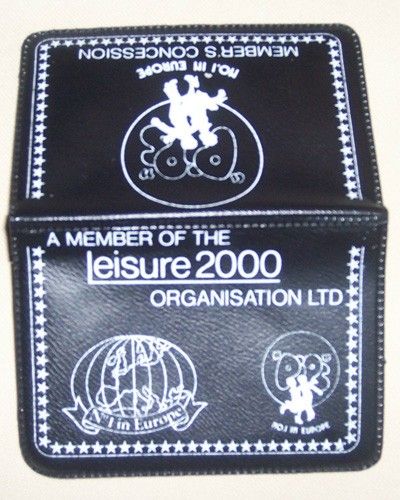 MEMBER'S CONCESSION
NO.1 IN EUROPE
A MEMBER OF THE
Leisure 2000
ORGANISATION LTD
No.1 in Europe
NO.1 IN EUROPE